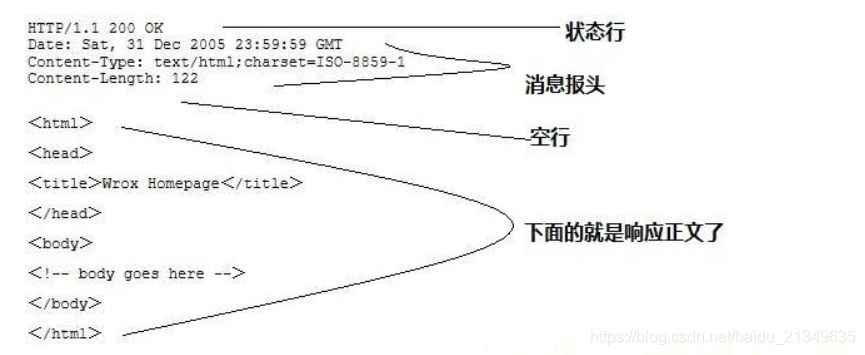 HTTP/1.1 200 OK
状态行
Date: Sat, 31 Dec 2005 23:59:59 GMT
Content-Type: text/html;charset=ISO-8859-1
Content-Length: 122
消息报头
空行
<html>
<head>
<title>Wrox Homepage</title>
</head>
<body>
下面的就是响应正文了
<!-- body goes here -->
</body>
</html>
https://blog.csdn.net/baidu_21349635